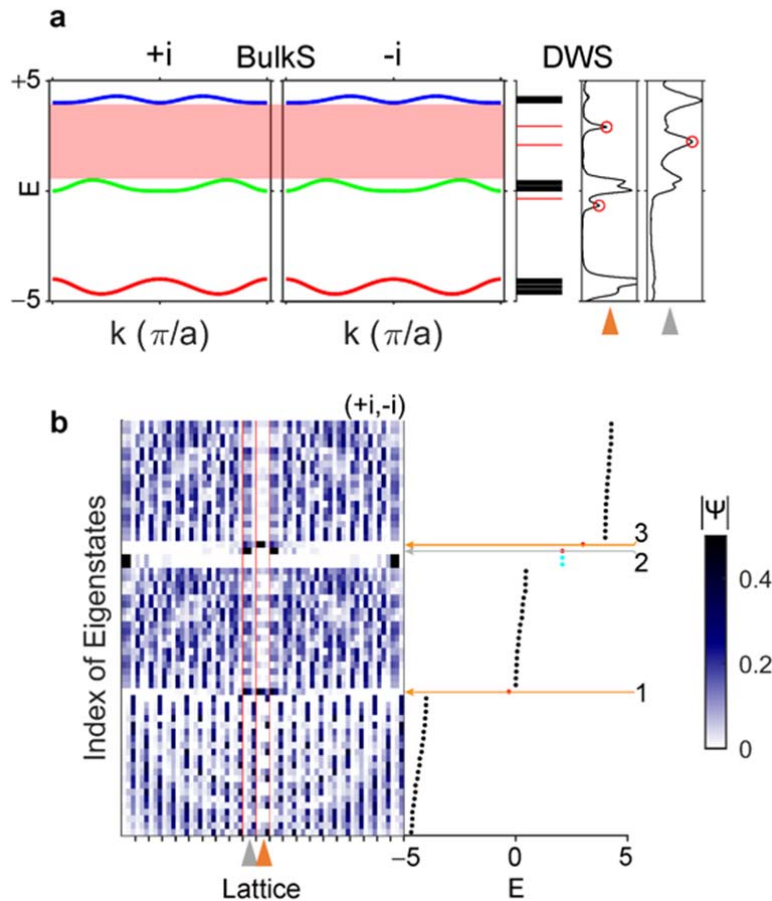 a
+i BulkS -i DWS
+5
E
-5
k (π/a) k (π/a)
b
(+i,-i)
Index of Eigenstates
3
2
1
|Ψ|
0.4
0.2
0
-5 0 5
Lattice E